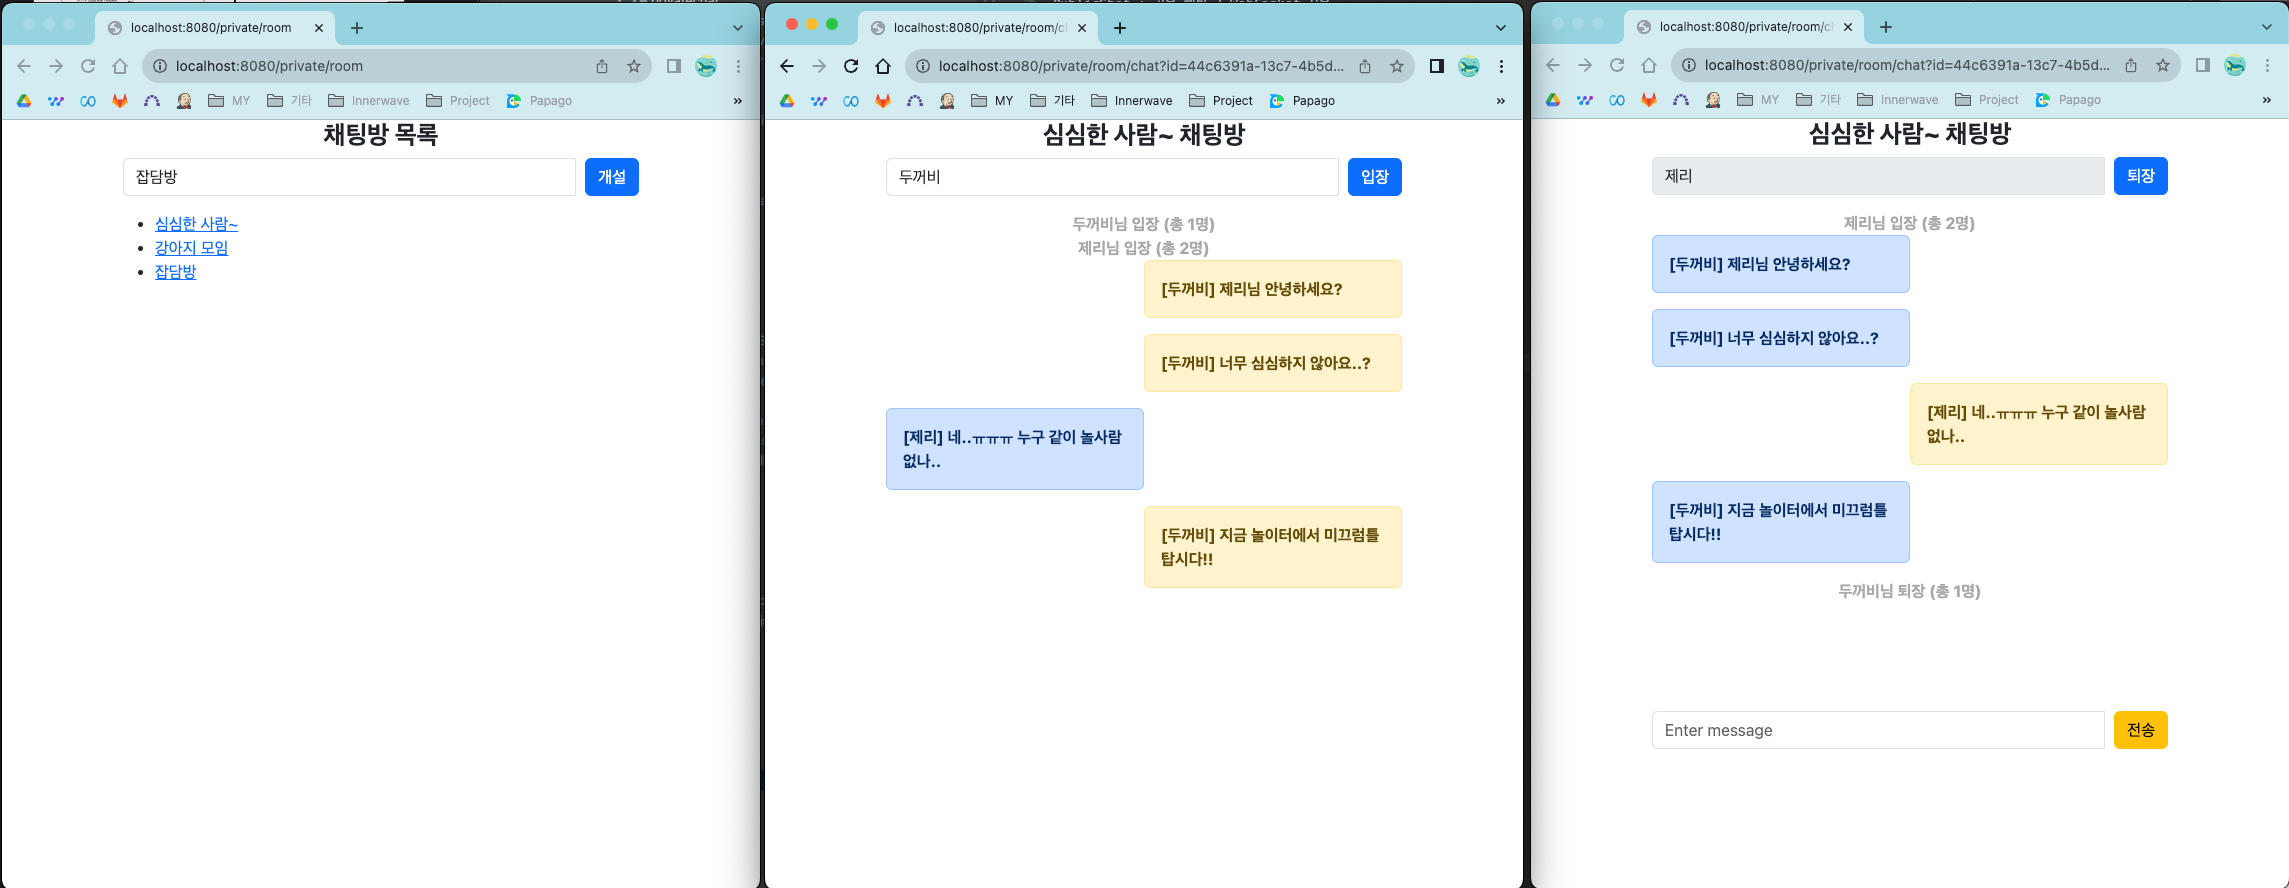 localhost:8080/private/room
localhost:8080/private/room
MY
기타
Innerwave
Project
Papago
채팅방 목록
잡담방
개설
심심한 사람~
강아지 모임
잡담방
localhost:8080/private/room/c
localhost:8080/private/room/chat?id=44c6391a-13c7-4b5d...
MY
기타
Innerwave
Project
Papago
심심한 사람~ 채팅방
두꺼비
입장
두꺼비님 입장 (총 1명)
제리님 입장 (총 2명)
[두꺼비] 제리님 안녕하세요?
[두꺼비] 너무 심심하지 않아요..?
[제리] 네..ㅠㅠㅠ 누구 같이 놀사람
없나..
[두꺼비] 지금 놀이터에서 미끄럼틀
탑시다!!
localhost:8080/private/room/c
localhost:8080/private/room/chat?id=44c6391a-13c7-4b5d...
MY
기타
Innerwave
Project
Papago
심심한 사람~ 채팅방
제리
퇴장
제리님 입장 (총 2명)
[두꺼비] 제리님 안녕하세요?
[두꺼비] 너무 심심하지 않아요..?
[제리] 네..ㅠㅠㅠ 누구 같이 놀사람
없나..
[두꺼비] 지금 놀이터에서 미끄럼틀
탑시다!!
두꺼비님 퇴장 (총 1명)
Enter message
전송